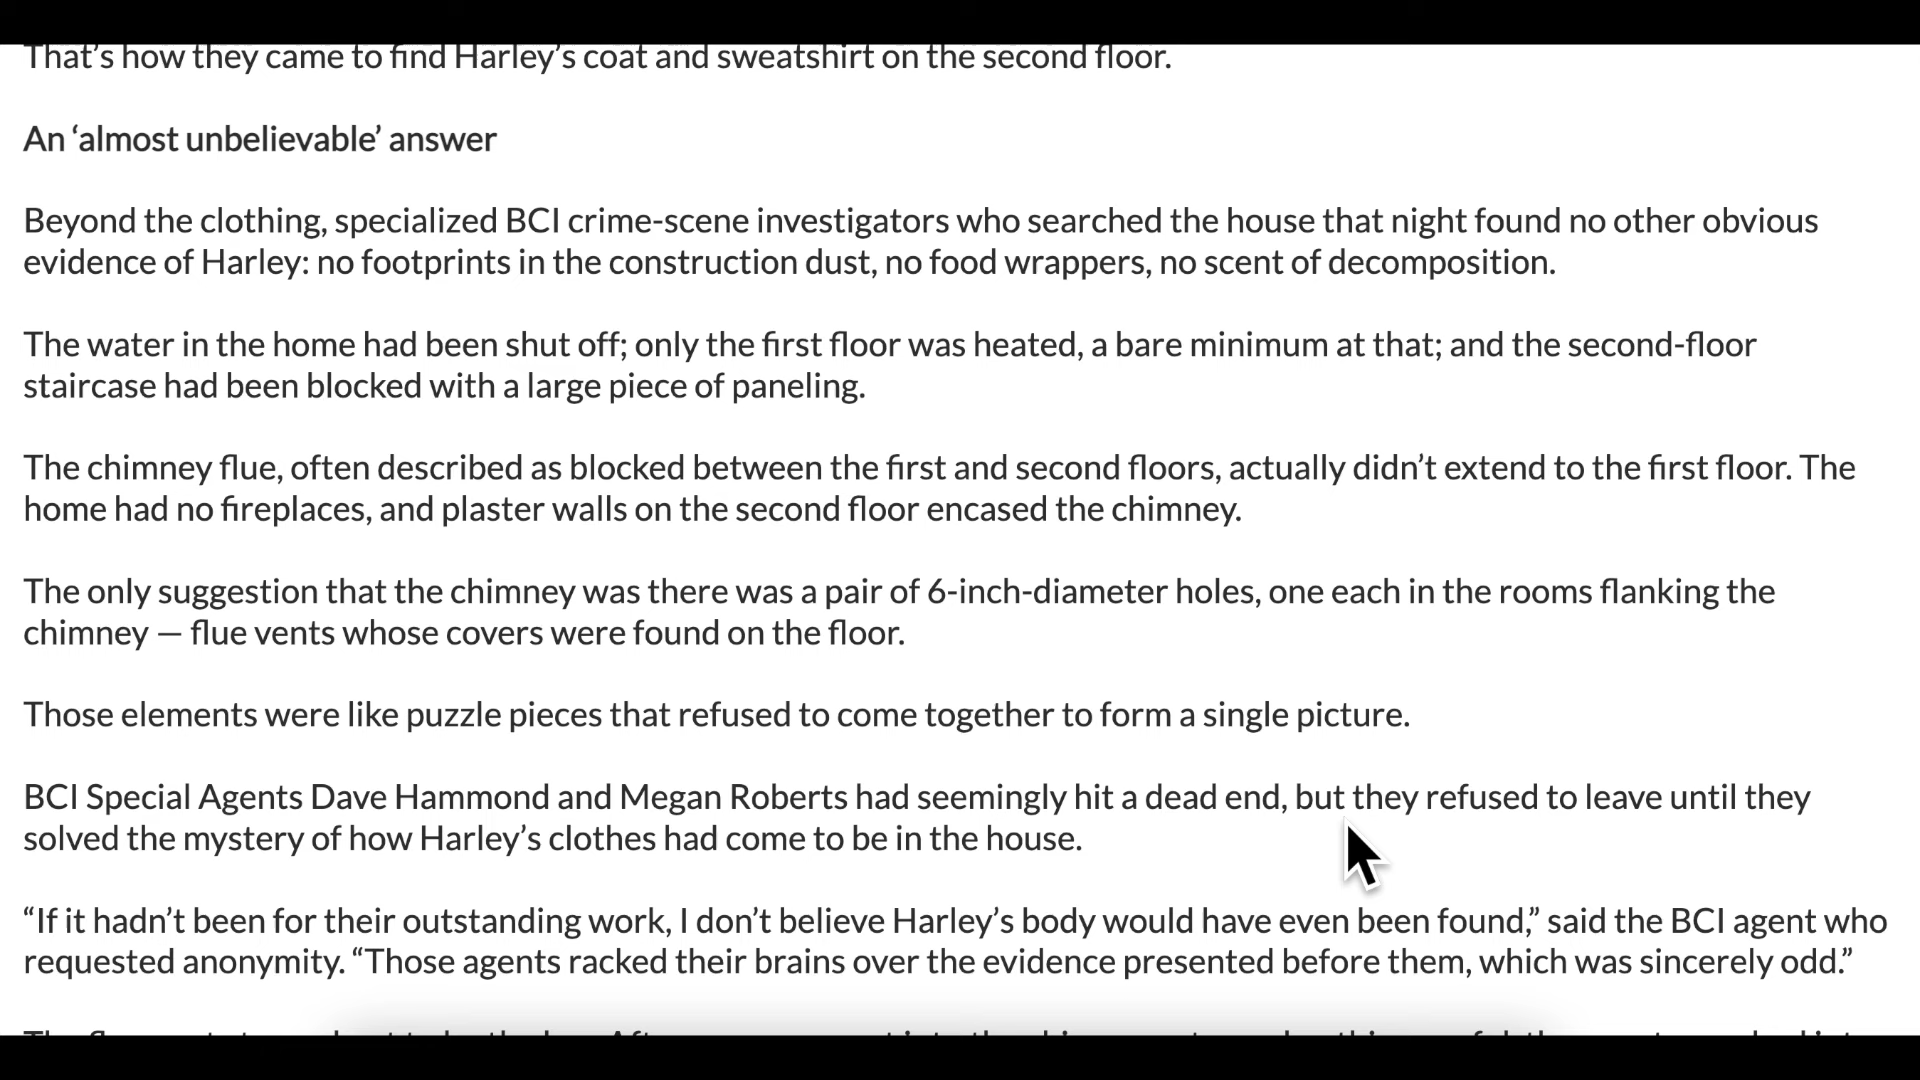 That’s how they came to find Harley’s coat and sweatshirt on the second floor.
An ‘almost unbelievable’ answer
Beyond the clothing, specialized BCI crime-scene investigators who searched the house that night found no other obvious
evidence of Harley: no footprints in the construction dust, no food wrappers, no scent of decomposition.
The water in the home had been shut off; only the first floor was heated, a bare minimum at that; and the second-floor
staircase had been blocked with a large piece of paneling.
The chimney flue, often described as blocked between the first and second floors, actually didn’t extend to the first floor. The
home had no fireplaces, and plaster walls on the second floor encased the chimney.
The only suggestion that the chimney was there was a pair of 6-inch-diameter holes, one each in the rooms flanking the
chimney — flue vents whose covers were found on the floor.
Those elements were like puzzle pieces that refused to come together to form a single picture.
BCI Special Agents Dave Hammond and Megan Roberts had seemingly hit a dead end, but they refused to leave until they
solved the mystery of how Harley’s clothes had come to be in the house.
“If it hadn’t been for their outstanding work, I don’t believe Harley’s body would have even been found,” said the BCI agent who
requested anonymity. “Those agents racked their brains over the evidence presented before them, which was sincerely odd.”